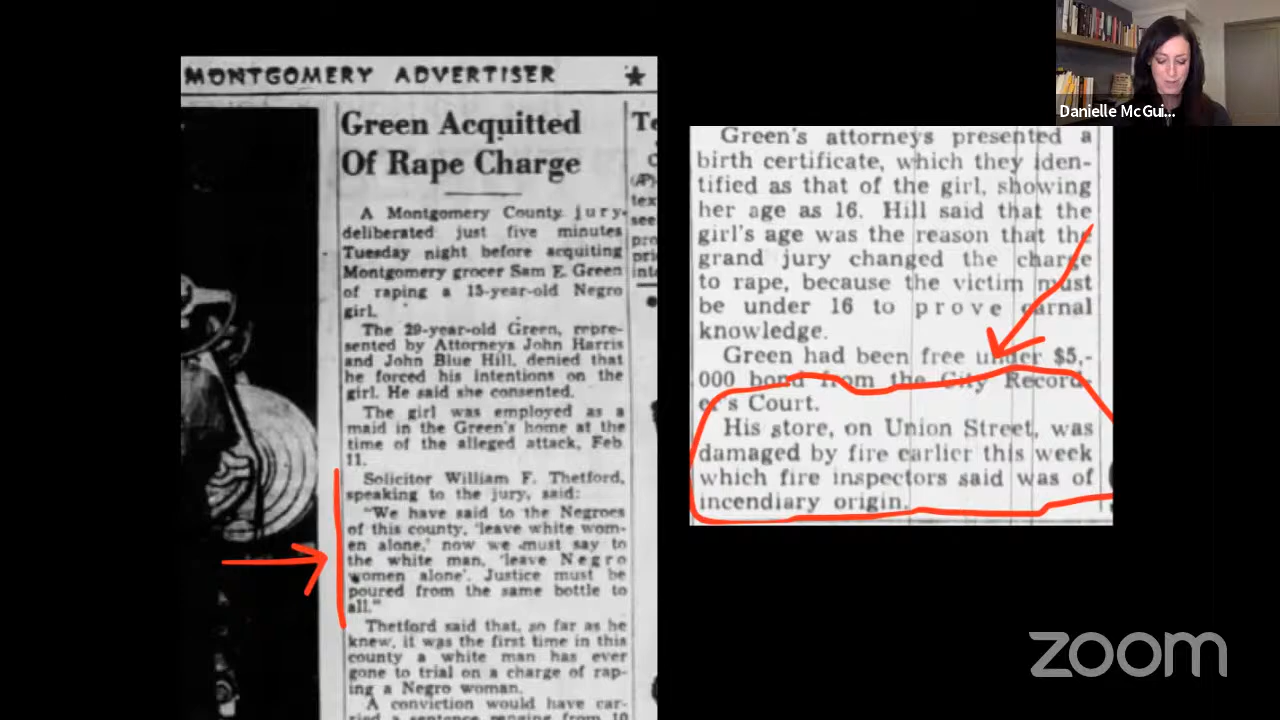 MONTGOMERY ADVERTISER ★
Green Acquitted
Of Rape Charge
A Montgomery County jury
deliberated just five minutes
Tuesday night before acquiting
Montgomery grocer Sam E. Green
of raping a 15-year-old Negro
girl.
The 29-year-old Green, repre-
sented by Attorneys John Harris
and John Blue Hill, denied that
he forced his intentions on the
girl. He said she consented.
The girl was employed as a
maid in the Green's home at the
time of the alleged attack, Feb
11.
Solicitor William F. Thetford,
speaking to the jury, said:
"We have said to the Negroes
of this county, 'leave white wom-
en alone,' now we must say to
the white man, 'leave Negro
women alone'. Justice must be
poured from the same bottle to
all."
Thetford said that, so far as he
knew, it was the first time in this
county a white man has ever
gone to trial on a charge of rap-
ing a Negro woman.
A conviction would have car-
ried a sentence ranging from 10
Te
(AP)
tex
see
pro
pri
int
Green's attorneys presented a
birth certificate, which they iden-
tified as that of the girl, showing
her age as 16. Hill said that the
girl's age was the reason that the
grand jury changed the charge
to rape, because the victim must
be under 16 to prove carnal
knowledge.
Green had been free under $5,-
000 bond from the City Record-
er's Court.
His store, on Union Street, was
damaged by fire earlier this week
which fire inspectors said was of
incendiary origin.
Danielle McGui...
zoom